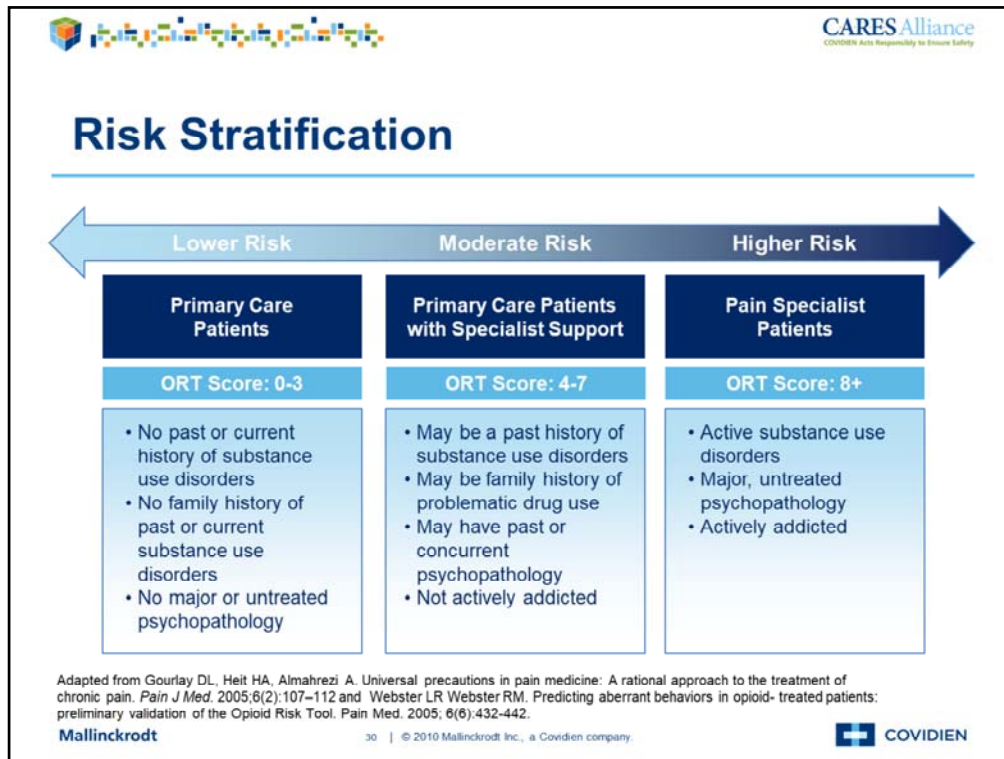 CARES Alliance
COVIDIEN Acts Responsibly to Ensure Safety
Risk Stratification
Lower Risk
Moderate Risk
Higher Risk
Primary Care
Patients
ORT Score: 0-3
• No past or current
history of substance
use disorders
• No family history of
past or current
substance use
disorders
• No major or untreated
psychopathology
Primary Care Patients
with Specialist Support
ORT Score: 4-7
• May be a past history of
substance use disorders
• May be family history of
problematic drug use
• May have past or
concurrent
psychopathology
• Not actively addicted
Pain Specialist
Patients
ORT Score: 8+
• Active substance use
disorders
• Major, untreated
psychopathology
• Actively addicted
Adapted from Gourlay DL, Heit HA, Almahrezi A. Universal precautions in pain medicine: A rational approach to the treatment of
chronic pain. Pain J Med. 2005;6(2):107–112 and Webster LR Webster RM. Predicting aberrant behaviors in opioid- treated patients:
preliminary validation of the Opioid Risk Tool. Pain Med. 2005; 6(6):432-442.
Mallinckrodt
30 | © 2010 Mallinckrodt Inc., a Covidien company.
COVIDIEN